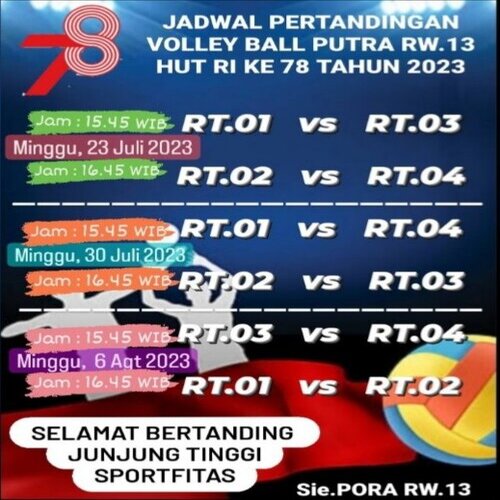 78
JADWAL PERTANDINGAN
VOLLEY BALL PUTRA RW.13
HUT RI KE 78 TAHUN 2023
Jam : 15.45 WIB RT.01 vs RT.03
Minggu, 23 Juli 2023
Jam : 16.45 WIB RT.02 vs RT.04
Jam : 15.45 WIB RT.01 vs RT.04
Minggu, 30 Juli 2023
Jam : 16.45 WIB RT.02 vs RT.03
Jam : 15.45 WIB RT.03 vs RT.04
Minggu, 6 Agt 2023
Jam : 16.45 WIB RT.01 vs RT.02
SELAMAT BERTANDING
JUNJUNG TINGGI
SPORTFITAS
Sie.PORA RW.13